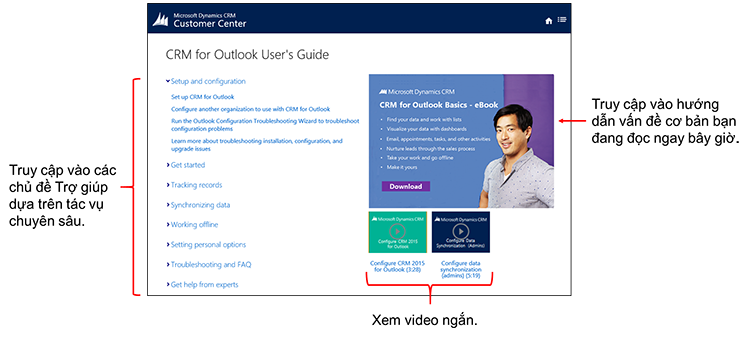 Microsoft Dynamics CRM
Customer Center
CRM for Outlook User's Guide
Setup and configuration
Set up CRM for Outlook
Configure another organization to use with CRM for Outlook
Run the Outlook Configuration Troubleshooting Wizard to troubleshoot
configuration problems
Learn more about troubleshooting installation, configuration, and
upgrade issues
Get started
Tracking records
Synchronizing data
Working offline
Setting personal options
Troubleshooting and FAQ
Get help from experts
Microsoft Dynamics CRM
CRM for Outlook Basics - eBook
• Find your data and work with lists
• Visualize your data with dashboards
• Email, appointments, tasks, and other activities
• Nurture leads through the sales process
• Take your work and go offline
• Make it yours
Download
Microsoft Dynamics CRM
Configure CRM 2015
for Outlook
Microsoft Dynamics CRM
Configure Data
Synchronization (Admins)
Configure CRM 2015
for Outlook (3:28)
Configure data
synchronization
(admins) (5:19)
Truy cập vào các
chủ đề Trợ giúp
dựa trên tác vụ
chuyên sâu.
Truy cập vào hướng
dẫn vấn đề cơ bản bạn
đang đọc ngay bây giờ.
Xem video ngắn.